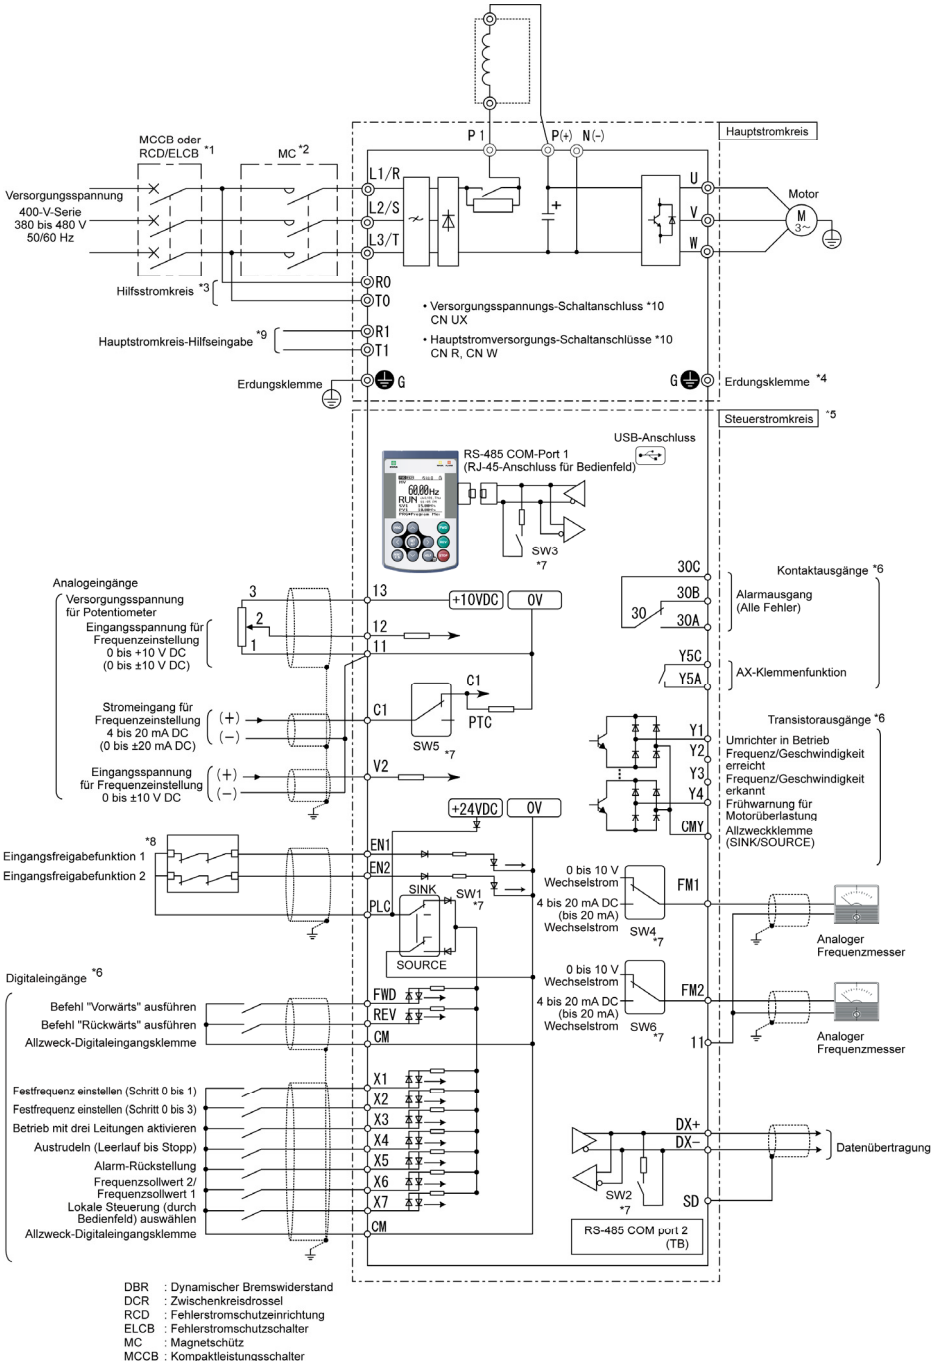 P1
P(+)
N(-)
Hauptstromkreis
MCCB oder
RCD/ELCB *1
MC *2
Versorgungsspannung
400-V-Serie
380 bis 480 V
50/60 Hz
L1/R
L2/S
L3/T
U
V
W
Motor
M
3~
Hilfsstromkreis *3
R0
T0
Hauptstromkreis-Hilfseingabe *9
R1
T1
• Versorgungsspannungs-Schaltanschluss *10
CN UX
• Hauptstromversorgungs-Schaltanschlüsse *10
CN R, CN W
Erdungsklemme
G
G
Erdungsklemme *4
Steuerstromkreis *5
USB-Anschluss
RS-485 COM-Port 1
(RJ-45-Anschluss für Bedienfeld)
60.00Hz
RUN
SW3
*7
Analogeingänge
Versorgungsspannung
für Potentiometer
Eingangsspannung für
Frequenzeinstellung
0 bis +10 V DC
(0 bis ±10 V DC)
3
2
1
13
12
11
+10VDC
0V
Stromeingang für
Frequenzeinstellung
4 bis 20 mA DC
(0 bis ±20 mA DC)
(+)
(−)
C1
C1
PTC
SW5
*7
Eingangsspannung
für Frequenzeinstellung
0 bis ±10 V DC
(+)
(−)
V2
+24VDC
0V
Kontaktausgänge *6
30C
30B
30
30A
Alarmausgang
(Alle Fehler)
Y5C
Y5A
AX-Klemmenfunktion
Transistorausgänge *6
Y1
Y2
Y3
Y4
CMY
Umrichter in Betrieb
Frequenz/Geschwindigkeit
erreicht
Frequenz/Geschwindigkeit
erkannt
Frühwarnung für
Motorüberlastung
Allzweckklemme
(SINK/SOURCE)
*8
Eingangsfreigabefunktion 1
Eingangsfreigabefunktion 2
EN1
EN2
PLC
SINK
SW1
*7
SOURCE
0 bis 10 V
Wechselstrom
4 bis 20 mA DC
(bis 20 mA)
Wechselstrom
SW4
*7
FM1
Analoger
Frequenzmesser
0 bis 10 V
Wechselstrom
4 bis 20 mA DC
(bis 20 mA)
Wechselstrom
SW6
*7
FM2
11
Analoger
Frequenzmesser
Digitaleingänge *6
Befehl "Vorwärts" ausführen
Befehl "Rückwärts" ausführen
Allzweck-Digitaleingangsklemme
FWD
REV
CM
Festfrequenz einstellen (Schritt 0 bis 1)
Festfrequenz einstellen (Schritt 0 bis 3)
Betrieb mit drei Leitungen aktivieren
Austrudeln (Leerlauf bis Stopp)
Alarm-Rückstellung
Frequenzsollwert 2/
Frequenzsollwert 1
Lokale Steuerung (durch
Bedienfeld) auswählen
Allzweck-Digitaleingangsklemme
X1
X2
X3
X4
X5
X6
X7
CM
DX+
DX−
SD
Datenübertragung
SW2
*7
RS-485 COM port 2
(TB)
DBR : Dynamischer Bremswiderstand
DCR : Zwischenkreisdrossel
RCD : Fehlerstromschutzeinrichtung
ELCB : Fehlerstromschutzschalter
MC : Magnetschütz
MCCB : Kompaktleistungsschalter